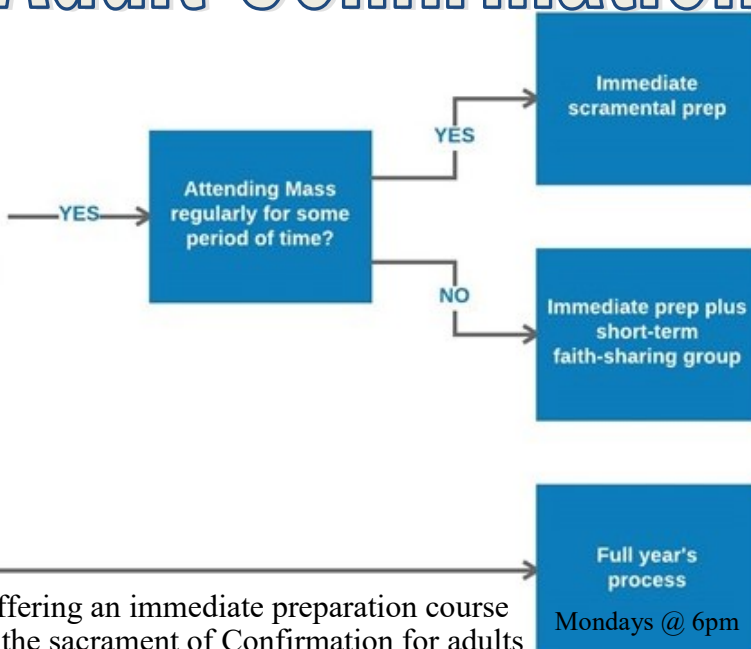 Adult Confirmation
Immediate
scramental prep
YES
Attending Mass
regularly for some
period of time?
YES
NO
Immediate prep plus
short-term
faith-sharing group
Full year's
process
Mondays @ 6pm
ffering an immediate preparation course
the sacrament of Confirmation for adults